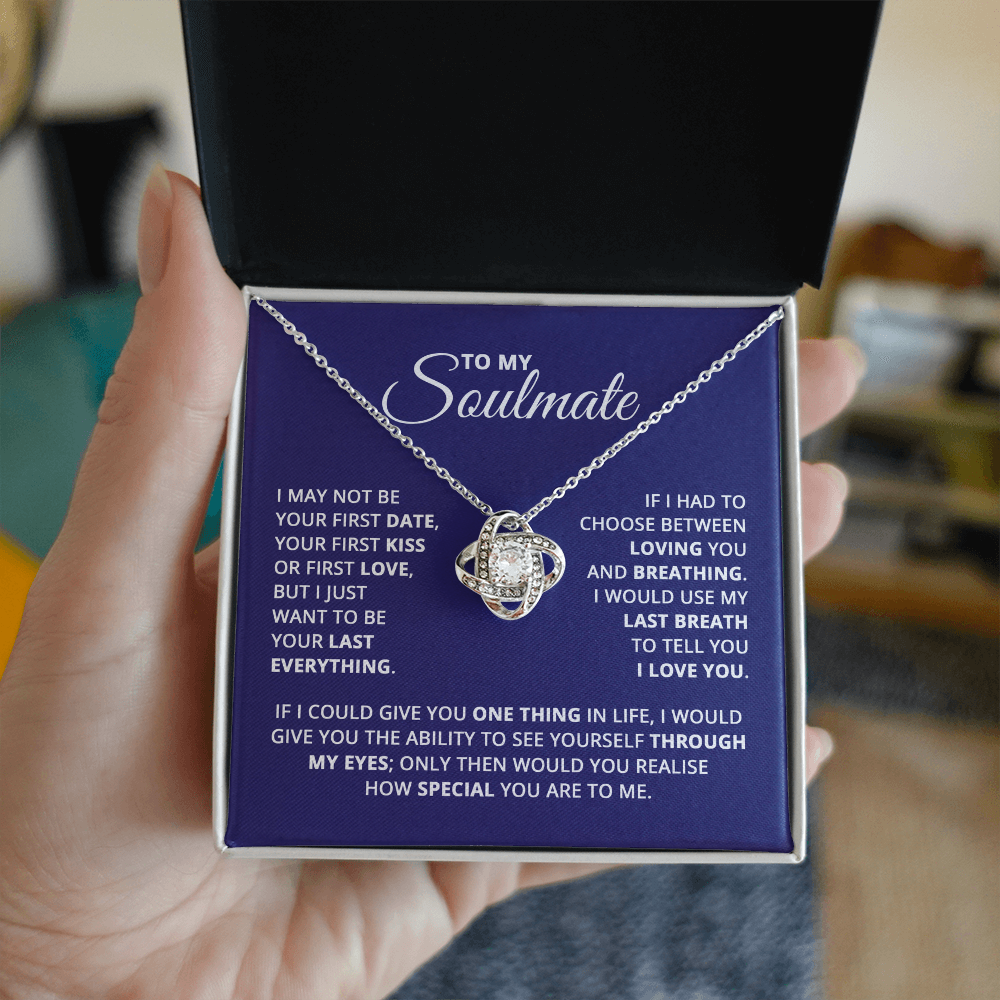 TO MY
Soulmate
I MAY NOT BE
YOUR FIRST DATE,
YOUR FIRST KISS
OR FIRST LOVE,
BUT I JUST
WANT TO BE
YOUR LAST
EVERYTHING.
IF I HAD TO
CHOOSE BETWEEN
LOVING YOU
AND BREATHING.
I WOULD USE MY
LAST BREATH
TO TELL YOU
I LOVE YOU.
IF I COULD GIVE YOU ONE THING IN LIFE, I WOULD
GIVE YOU THE ABILITY TO SEE YOURSELF THROUGH
MY EYES; ONLY THEN WOULD YOU REALISE
HOW SPECIAL YOU ARE TO ME.